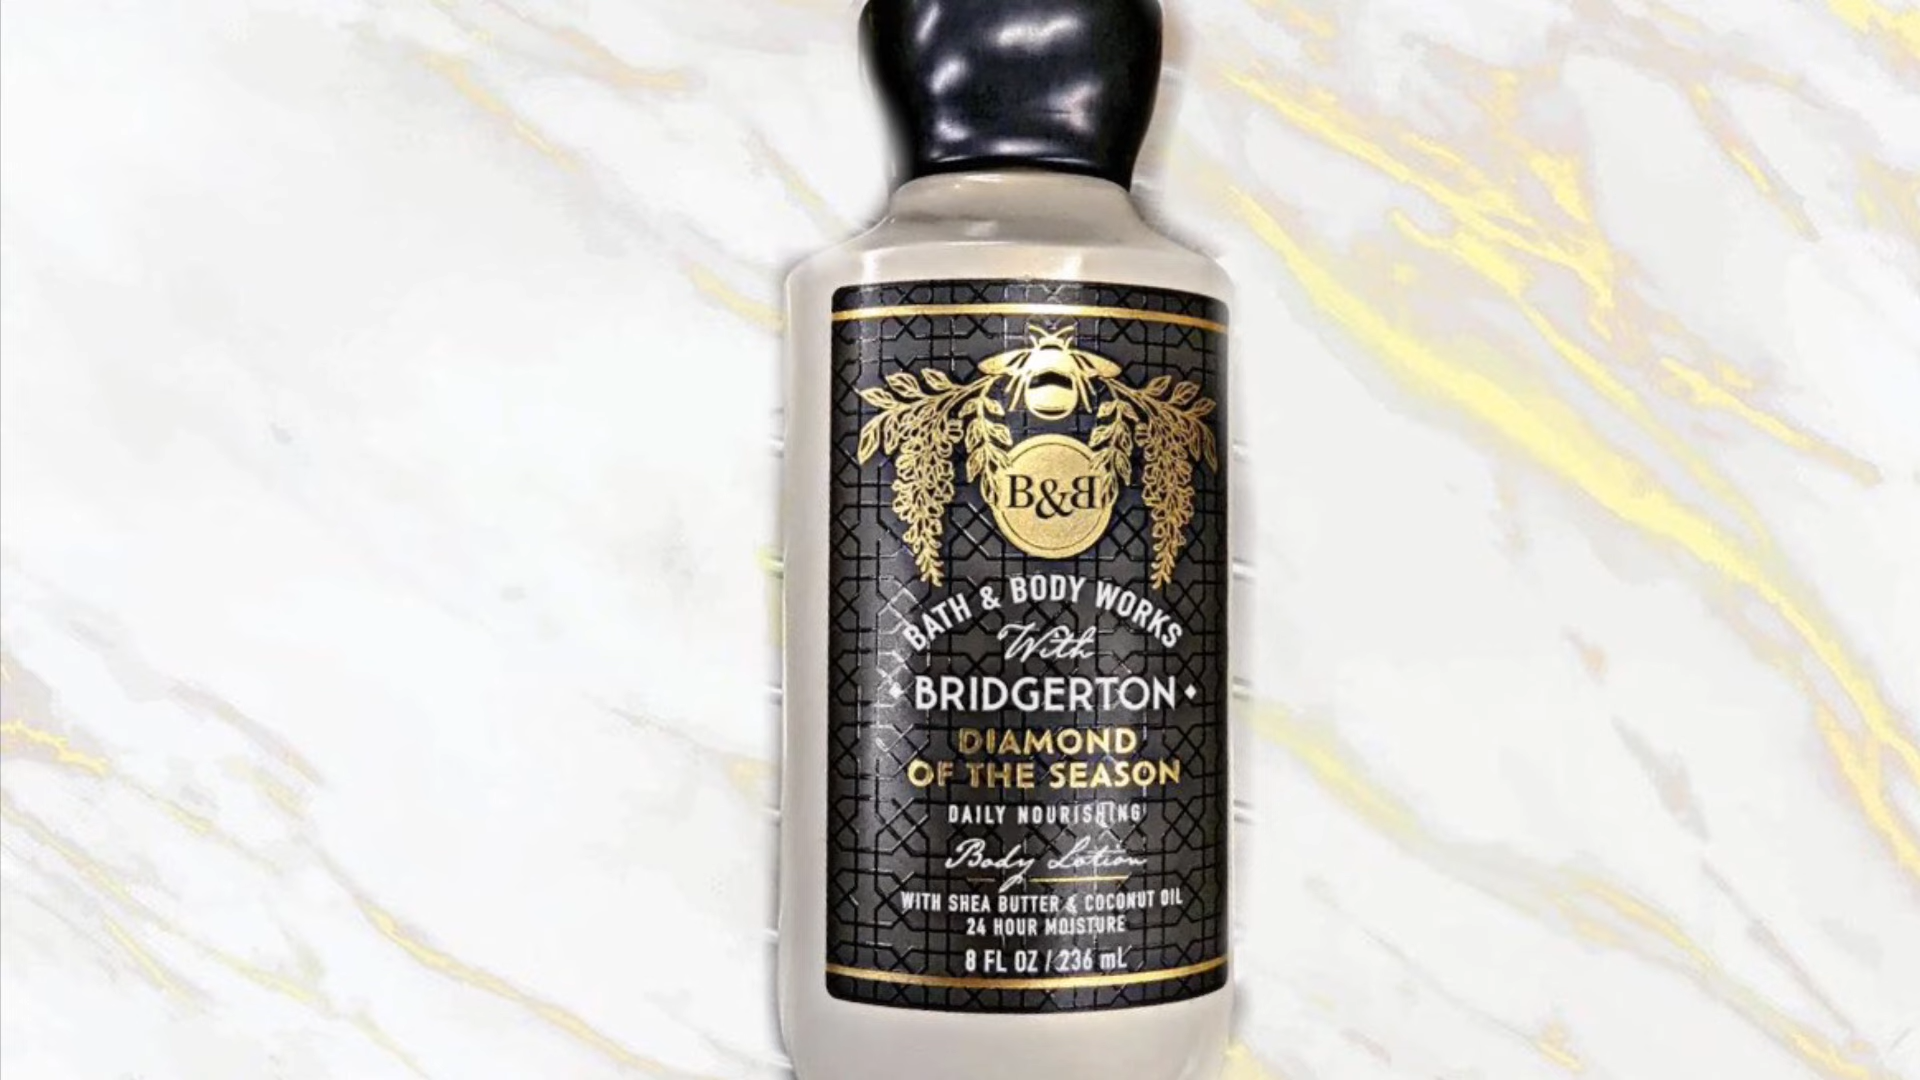 B&B
BATH & BODY WORKS
With
• BRIDGERTON •
DIAMOND
OF THE SEASON
DAILY NOURISHING
Body Lotion
WITH SHEA BUTTER & COCONUT OIL
24 HOUR MOISTURE
8 FL OZ / 236 mL